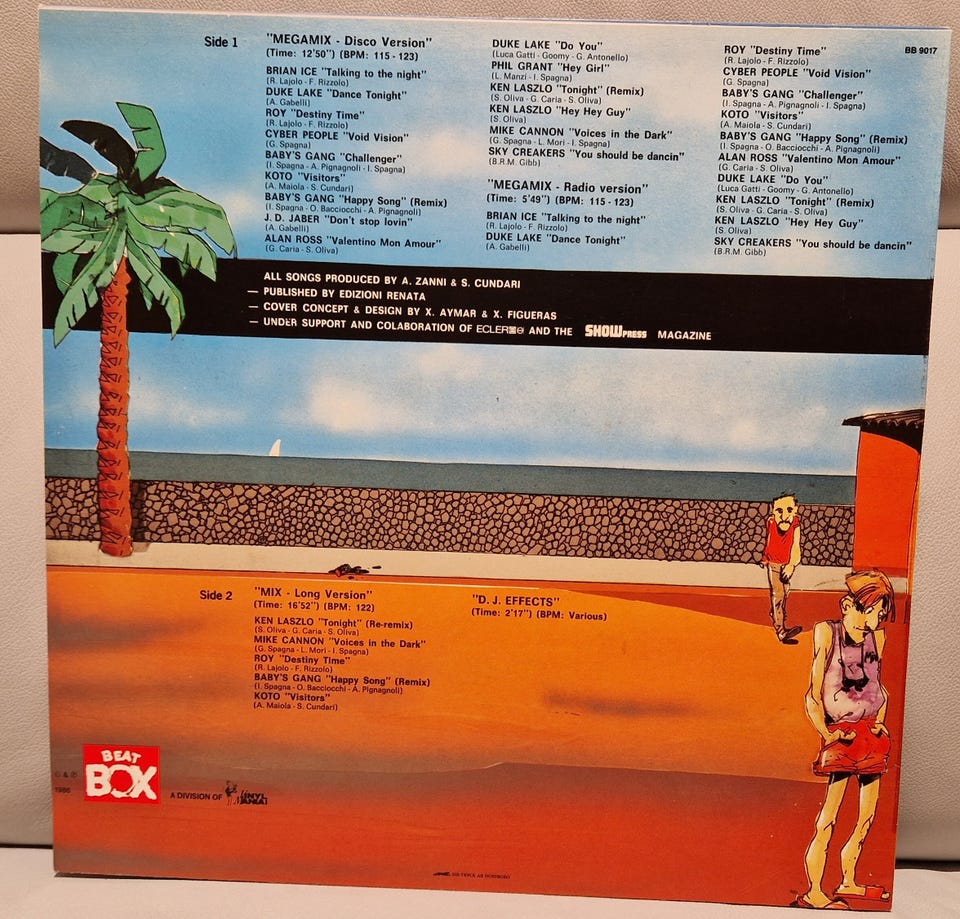 Side 1
"MEGAMIX - Disco Version"
(Time: 12'50") (BPM: 115 - 123)
BRIAN ICE "Talking to the night"
(R. Lajolo - F. Rizzolo)
DUKE LAKE "Dance Tonight"
(A. Gabelli)
ROY "Destiny Time"
(R. Lajolo - F. Rizzolo)
CYBER PEOPLE "Void Vision"
(G. Spagna)
BABY'S GANG "Challenger"
(I. Spagna - A. Pignagnoli - I. Spagna)
KOTO "Visitors"
(A. Maiola - S. Cundari)
BABY'S GANG "Happy Song" (Remix)
(I. Spagna - O. Bacciocchi - A. Pignagnoli)
J. D. JABER "Don't stop lovin"
(A. Gabelli)
ALAN ROSS "Valentino Mon Amour"
(G. Caria - S. Oliva)
DUKE LAKE "Do You"
(Luca Gatti - Goomy - G. Antonello)
PHIL GRANT "Hey Girl"
(L. Manzi - I. Spagna)
KEN LASZLO "Tonight" (Remix)
(S. Oliva - G. Caria - S. Oliva)
KEN LASZLO "Hey Hey Guy"
(S. Oliva)
MIKE CANNON "Voices in the Dark"
(G. Spagna - L. Mori - I. Spagna)
SKY CREAKERS "You should be dancin"
(B.R.M. Gibb)
"MEGAMIX - Radio version"
(Time: 5'49") (BPM: 115 - 123)
BRIAN ICE "Talking to the night"
(R. Lajolo - F. Rizzolo)
DUKE LAKE "Dance Tonight"
(A. Gabelli)
ROY "Destiny Time"
(R. Lajolo - F. Rizzolo)
CYBER PEOPLE "Void Vision"
(G. Spagna)
BABY'S GANG "Challenger"
(I. Spagna - A. Pignagnoli - I. Spagna)
KOTO "Visitors"
(A. Maiola - S. Cundari)
BABY'S GANG "Happy Song" (Remix)
(I. Spagna - O. Bacciocchi - A. Pignagnoli)
ALAN ROSS "Valentino Mon Amour"
(G. Caria - S. Oliva)
DUKE LAKE "Do You"
(Luca Gatti - Goomy - G. Antonello)
KEN LASZLO "Tonight" (Remix)
(S. Oliva - G. Caria - S. Oliva)
KEN LASZLO "Hey Hey Guy"
(S. Oliva)
SKY CREAKERS "You should be dancin"
(B.R.M. Gibb)
BB 9017
ALL SONGS PRODUCED BY A. ZANNI & S. CUNDARI
— PUBLISHED BY EDIZIONI RENATA
— COVER CONCEPT & DESIGN BY X. AYMAR & X. FIGUERAS
— UNDER SUPPORT AND COLABORATION OF ECLER AND THE SHOWPRESS MAGAZINE
Side 2
"MIX - Long Version"
(Time: 16'52") (BPM: 122)
KEN LASZLO "Tonight" (Re-remix)
(S. Oliva - G. Caria - S. Oliva)
MIKE CANNON "Voices in the Dark"
(G. Spagna - L. Mori - I. Spagna)
ROY "Destiny Time"
(R. Lajolo - F. Rizzolo)
BABY'S GANG "Happy Song" (Remix)
(I. Spagna - O. Bacciocchi - A. Pignagnoli)
KOTO "Visitors"
(A. Maiola - S. Cundari)
"D. J. EFFECTS"
(Time: 2'17") (BPM: Various)
BEAT
BOX
© & ℗
1986
A DIVISION OF VINYL MANIA!